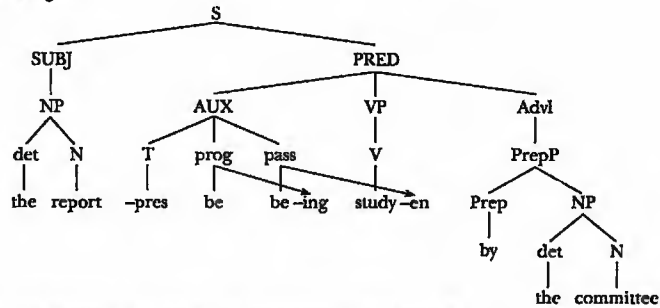 S
SUBJ PRED
NP AUX VP Advl
det N T prog pass V PrepP
the report –pres be be –ing study –en Prep NP
by det N
the committee